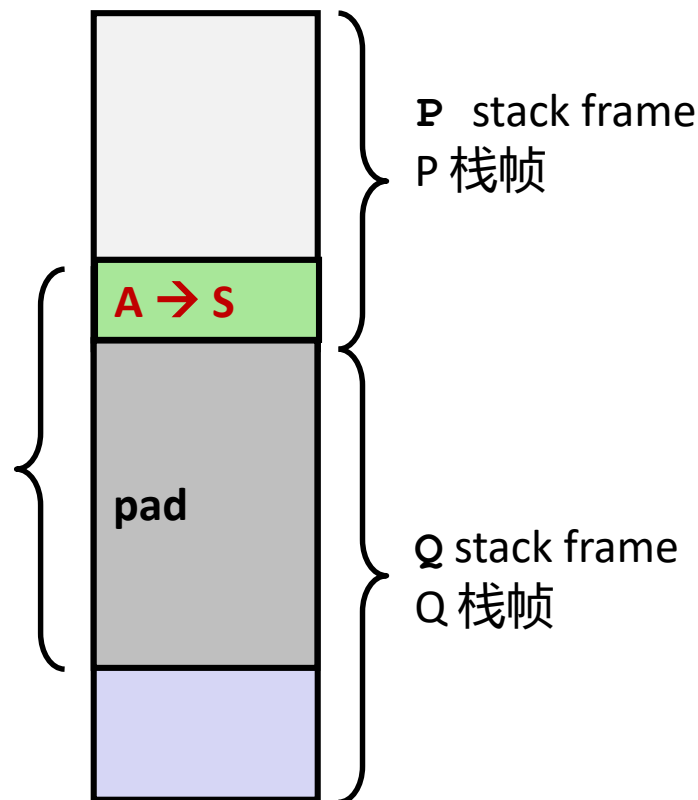 P stack frame
P 栈帧
A → S
pad
Q stack frame
Q 栈帧